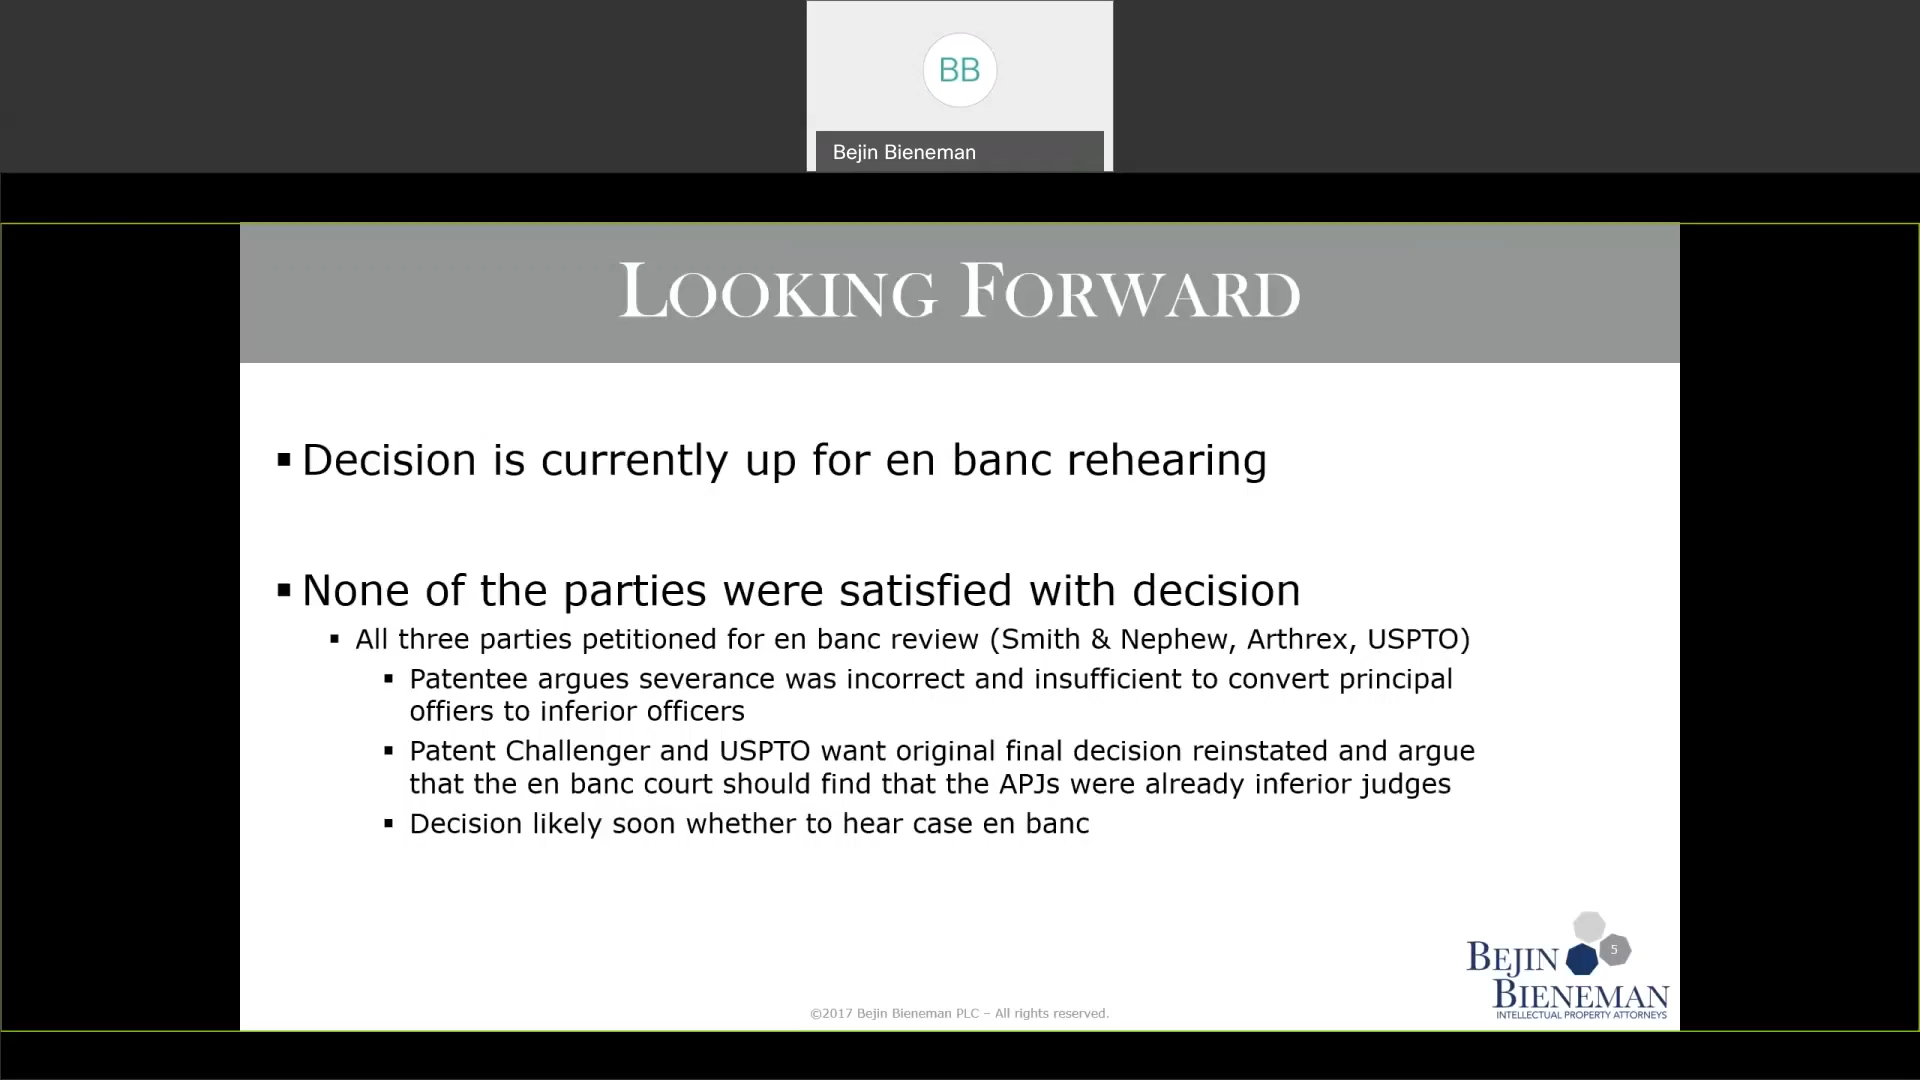 BB
Bejin Bieneman
LOOKING FORWARD
▪ Decision is currently up for en banc rehearing
▪ None of the parties were satisfied with decision
▪ All three parties petitioned for en banc review (Smith & Nephew, Arthrex, USPTO)
▪ Patentee argues severance was incorrect and insufficient to convert principal
offiers to inferior officers
▪ Patent Challenger and USPTO want original final decision reinstated and argue
that the en banc court should find that the APJs were already inferior judges
▪ Decision likely soon whether to hear case en banc
5
BEJIN
BIENEMAN
INTELLECTUAL PROPERTY ATTORNEYS
©2017 Bejin Bieneman PLC – All rights reserved.